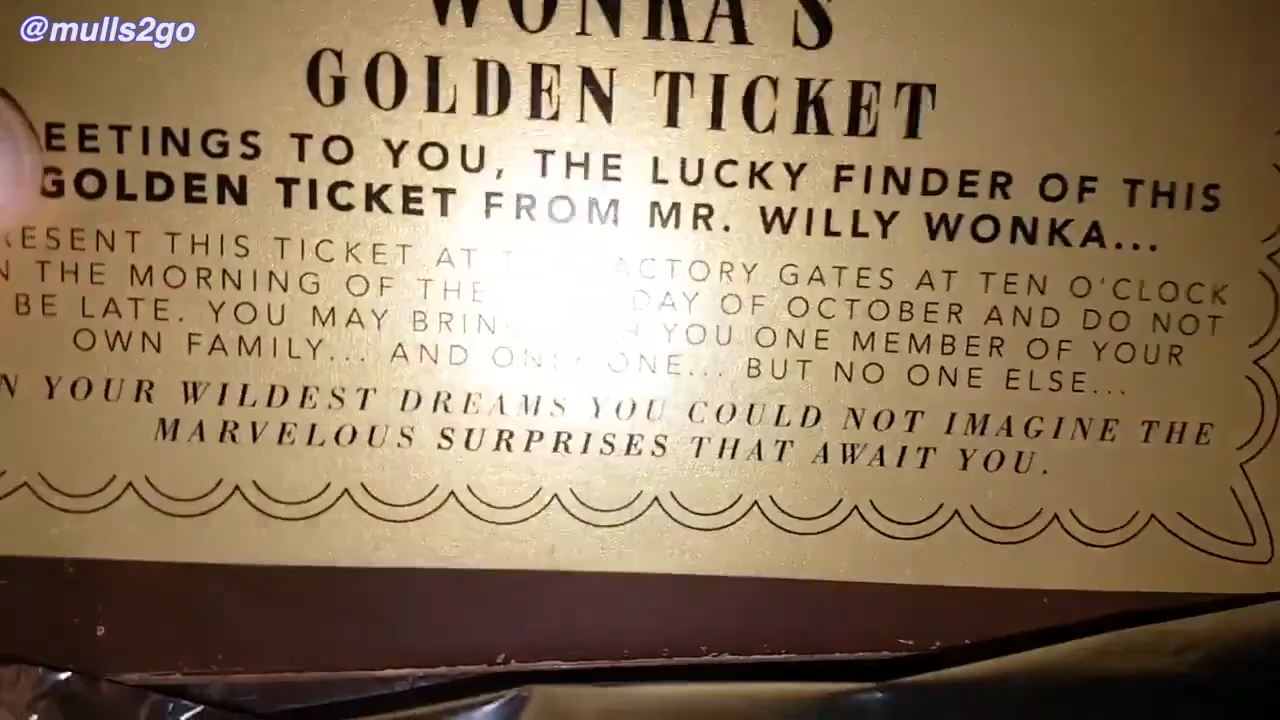 @mulls2go
WONKA'S
GOLDEN TICKET
EETINGS TO YOU, THE LUCKY FINDER OF THIS
GOLDEN TICKET FROM MR. WILLY WONKA...
ESENT THIS TICKET AT ACTORY GATES AT TEN O'CLOCK
N THE MORNING OF THE DAY OF OCTOBER AND DO NOT
BE LATE. YOU MAY BRIN YOU ONE MEMBER OF YOUR
OWN FAMILY... AND ONLY ONE... BUT NO ONE ELSE...
N YOUR WILDEST DREAMS YOU COULD NOT IMAGINE THE
MARVELOUS SURPRISES THAT AWAIT YOU.